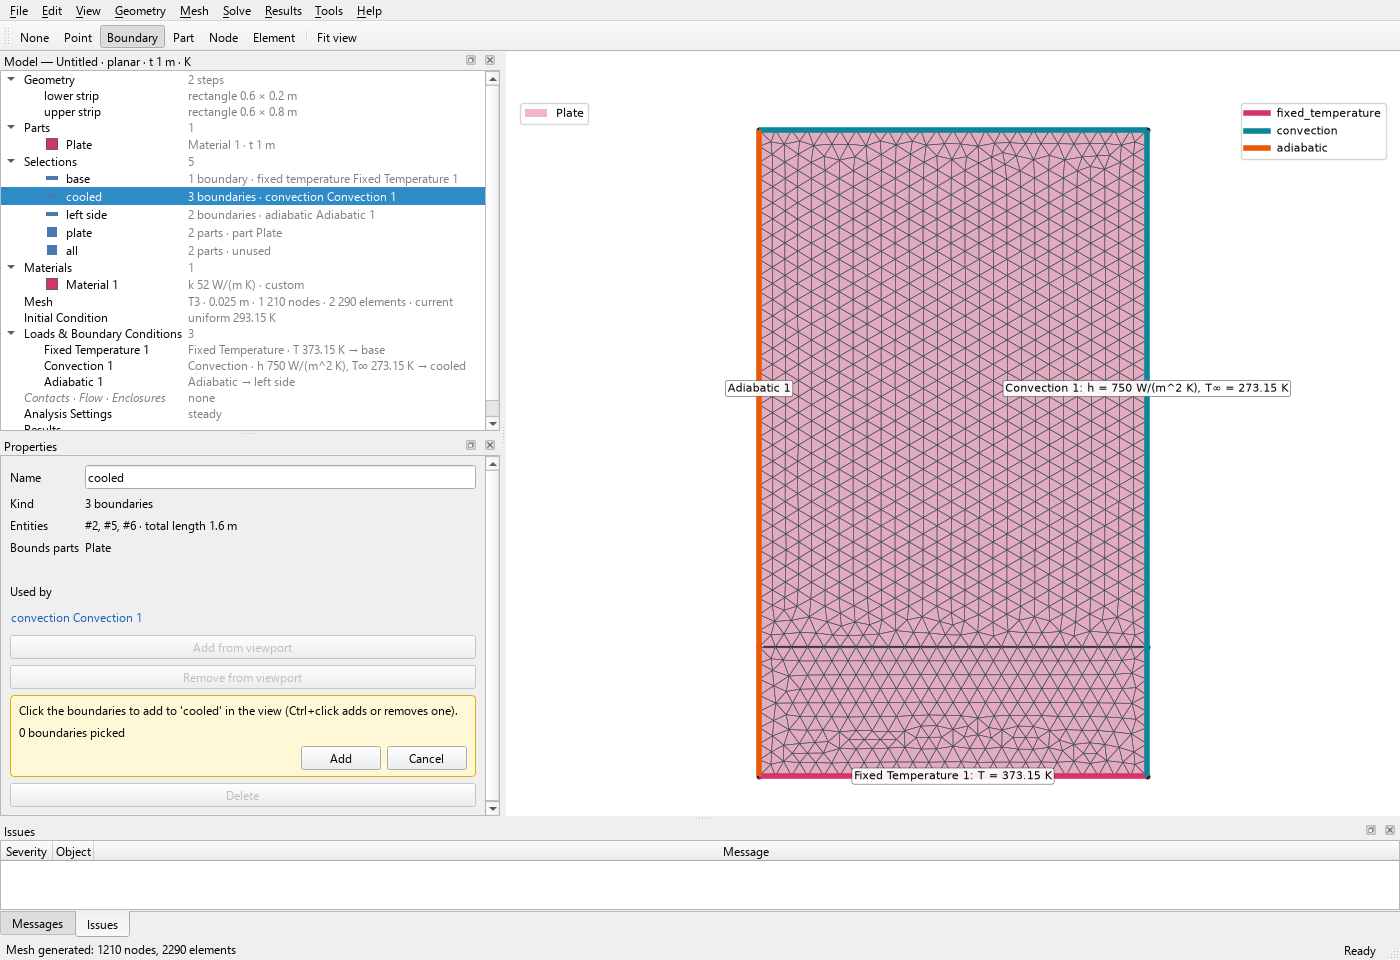 File Edit View Geometry Mesh Solve Results Tools Help
None Point Boundary Part Node Element Fit view
Model — Untitled · planar · t 1 m · K
Geometry 2 steps
lower strip rectangle 0.6 × 0.2 m
upper strip rectangle 0.6 × 0.8 m
Parts 1
Plate Material 1 · t 1 m
Selections 5
base 1 boundary · fixed temperature Fixed Temperature 1
cooled 3 boundaries · convection Convection 1
left side 2 boundaries · adiabatic Adiabatic 1
plate 2 parts · part Plate
all 2 parts · unused
Materials 1
Material 1 k 52 W/(m K) · custom
Mesh T3 · 0.025 m · 1 210 nodes · 2 290 elements · current
Initial Condition uniform 293.15 K
Loads & Boundary Conditions 3
Fixed Temperature 1 Fixed Temperature · T 373.15 K → base
Convection 1 Convection · h 750 W/(m^2 K), T∞ 273.15 K → cooled
Adiabatic 1 Adiabatic → left side
Contacts · Flow · Enclosures none
Analysis Settings steady
Results
Properties
Name cooled
Kind 3 boundaries
Entities #2, #5, #6 · total length 1.6 m
Bounds parts Plate
Used by
convection Convection 1
Add from viewport
Remove from viewport
Click the boundaries to add to 'cooled' in the view (Ctrl+click adds or removes one).
0 boundaries picked
Add Cancel
Delete
Plate
fixed_temperature
convection
adiabatic
Adiabatic 1
Convection 1: h = 750 W/(m^2 K), T∞ = 273.15 K
Fixed Temperature 1: T = 373.15 K
Issues
Severity Object Message
Messages Issues
Mesh generated: 1210 nodes, 2290 elements Ready